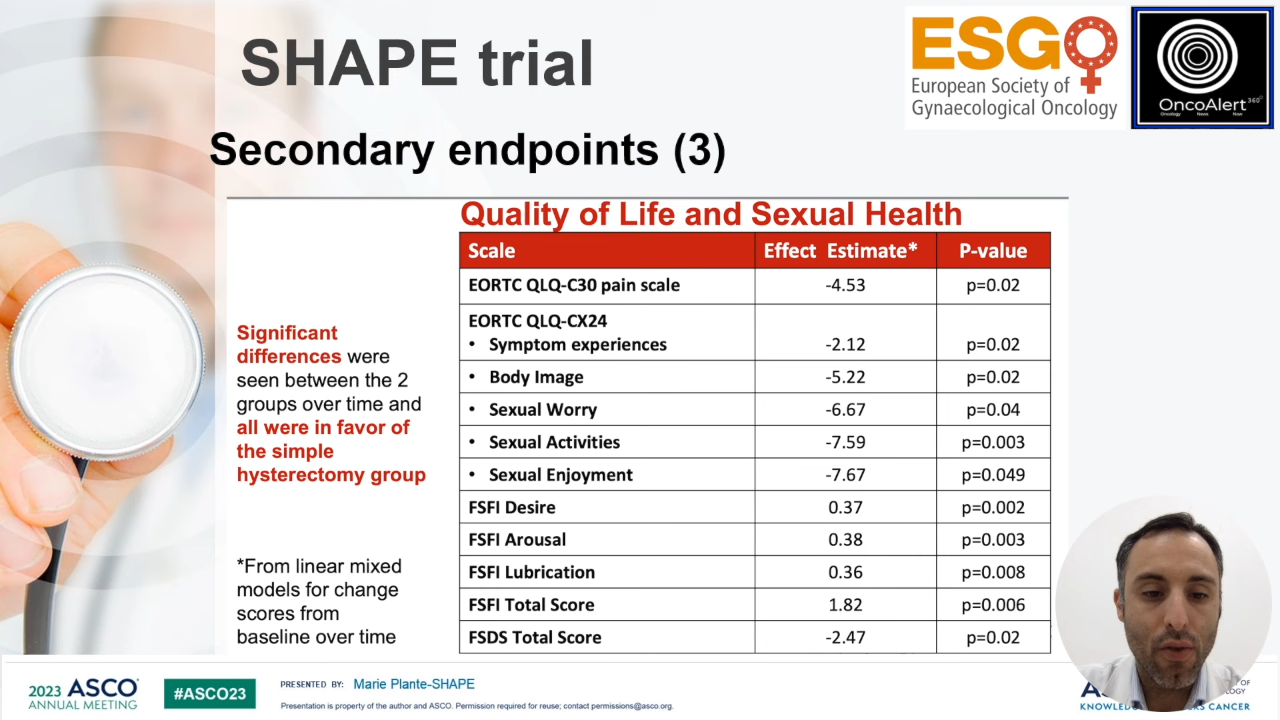 SHAPE trial
ESGO
European Society of
Gynaecological Oncology
OncoAlert 360°
Oncology News Now
Secondary endpoints (3)
Quality of Life and Sexual Health
Scale Effect Estimate* P-value
EORTC QLQ-C30 pain scale -4.53 p=0.02
EORTC QLQ-CX24
• Symptom experiences -2.12 p=0.02
• Body Image -5.22 p=0.02
• Sexual Worry -6.67 p=0.04
• Sexual Activities -7.59 p=0.003
• Sexual Enjoyment -7.67 p=0.049
FSFI Desire 0.37 p=0.002
FSFI Arousal 0.38 p=0.003
FSFI Lubrication 0.36 p=0.008
FSFI Total Score 1.82 p=0.006
FSDS Total Score -2.47 p=0.02
Significant
differences were
seen between the 2
groups over time and
all were in favor of
the simple
hysterectomy group
*From linear mixed
models for change
scores from
baseline over time
2023 ASCO®
ANNUAL MEETING
#ASCO23
PRESENTED BY: Marie Plante-SHAPE
Presentation is property of the author and ASCO. Permission required for reuse; contact permissions@asco.org.
CANCER